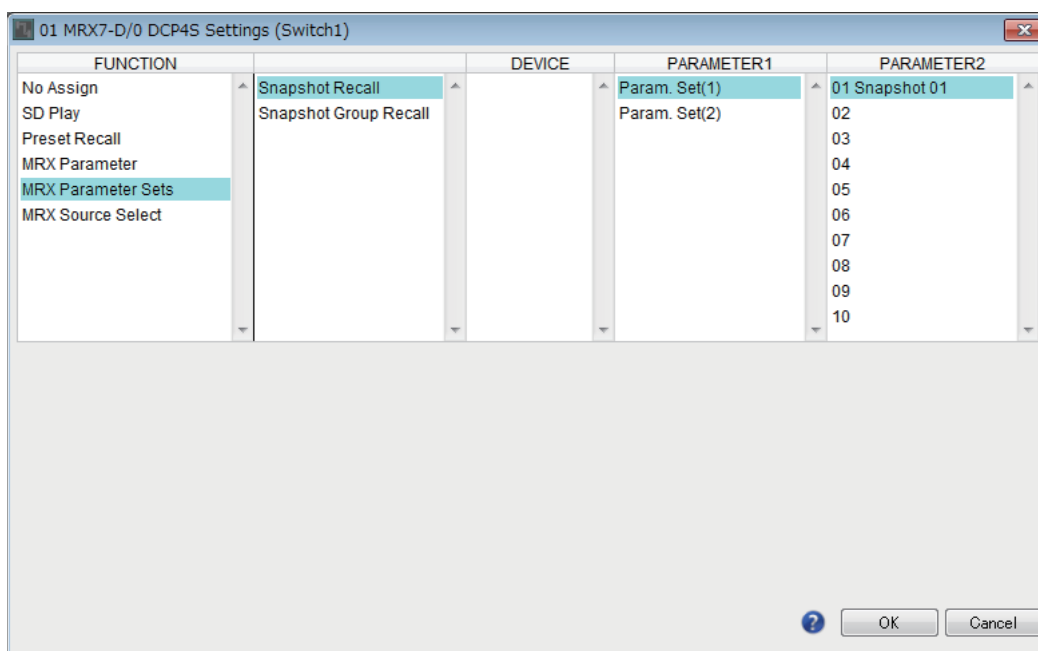 01 MRX7-D/0 DCP4S Settings (Switch1)
FUNCTION DEVICE PARAMETER1 PARAMETER2
No Assign Snapshot Recall Param. Set(1) 01 Snapshot 01
SD Play Snapshot Group Recall Param. Set(2) 02
Preset Recall 03
MRX Parameter 04
MRX Parameter Sets 05
MRX Source Select 06
07
08
09
10
? OK Cancel